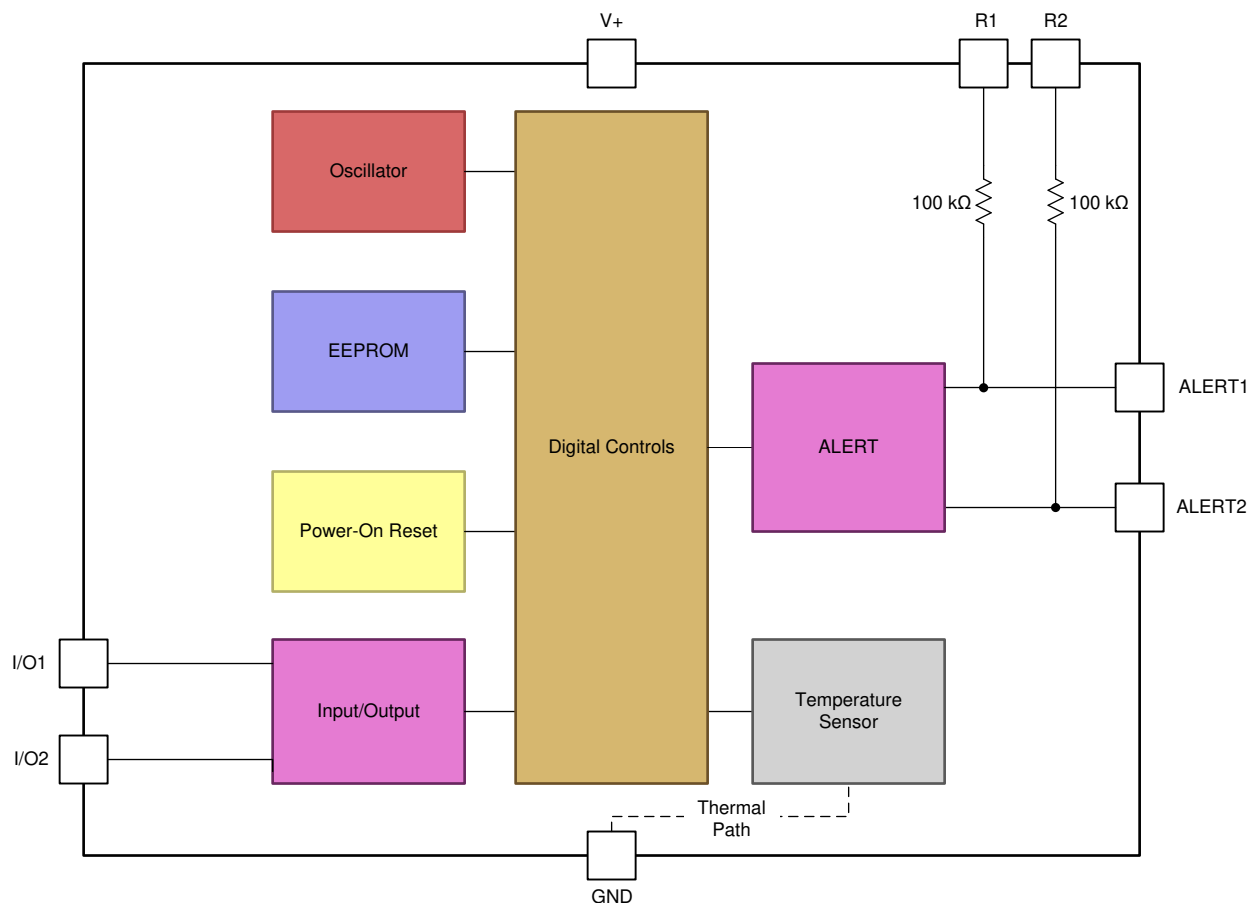 V+
R1
R2
Oscillator
100 kΩ
100 kΩ
EEPROM
ALERT1
Digital Controls
ALERT
ALERT2
Power-On Reset
I/O1
Input/Output
Temperature
Sensor
I/O2
Thermal
Path
GND